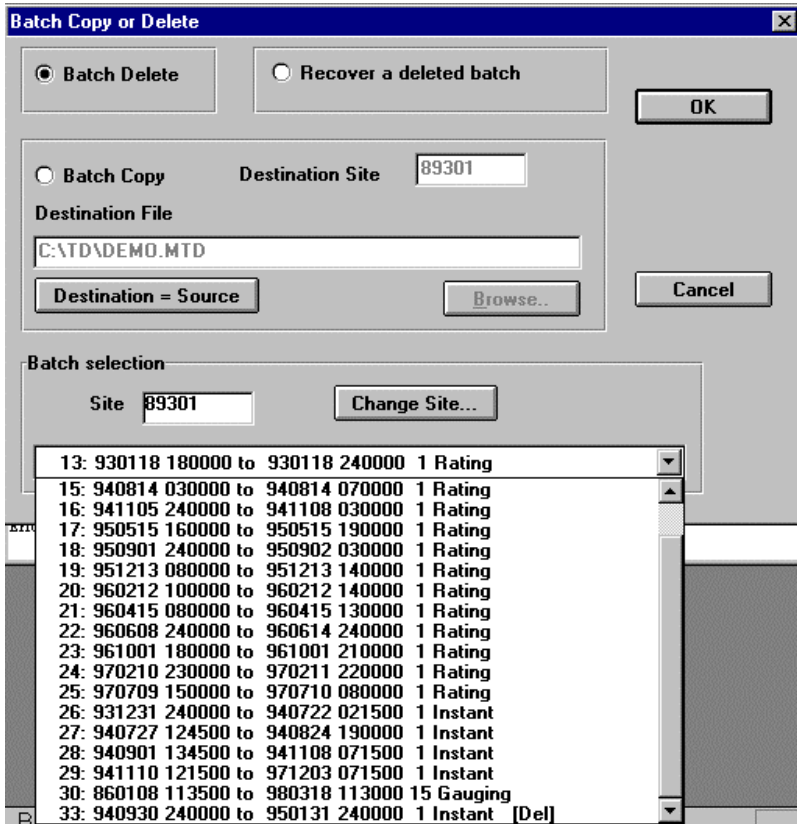 Batch Copy or Delete
Batch Delete
Recover a deleted batch
OK
Batch Copy
Destination Site
89301
Destination File
C:\TD\DEMO.MTD
Destination = Source
Browse..
Cancel
Batch selection
Site
89301
Change Site...
13: 930118 180000 to 930118 240000 1 Rating
15: 940814 030000 to 940814 070000 1 Rating
16: 941105 240000 to 941108 030000 1 Rating
17: 950515 160000 to 950515 190000 1 Rating
18: 950901 240000 to 950902 030000 1 Rating
19: 951213 080000 to 951213 140000 1 Rating
20: 960212 100000 to 960212 140000 1 Rating
21: 960415 080000 to 960415 130000 1 Rating
22: 960608 240000 to 960614 240000 1 Rating
23: 961001 180000 to 961001 210000 1 Rating
24: 970210 230000 to 970211 220000 1 Rating
25: 970709 150000 to 970710 080000 1 Rating
26: 931231 240000 to 940722 021500 1 Instant
27: 940727 124500 to 940824 190000 1 Instant
28: 940901 134500 to 941108 071500 1 Instant
29: 941110 121500 to 971203 071500 1 Instant
30: 860108 113500 to 980318 113000 15 Gauging
33: 940930 240000 to 950131 240000 1 Instant [Del]